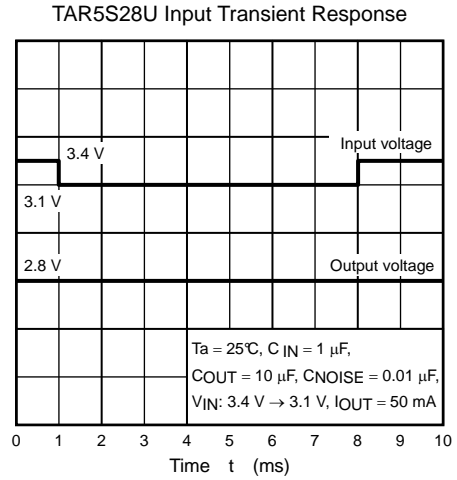 TAR5S28U Input Transient Response
Input voltage
3.4 V
3.1 V
2.8 V
Output voltage
Ta = 25℃, C IN = 1 μF,
COUT = 10 μF, CNOISE = 0.01 μF,
VIN: 3.4 V → 3.1 V, IOUT = 50 mA
0 1 2 3 4 5 6 7 8 9 10
Time t (ms)